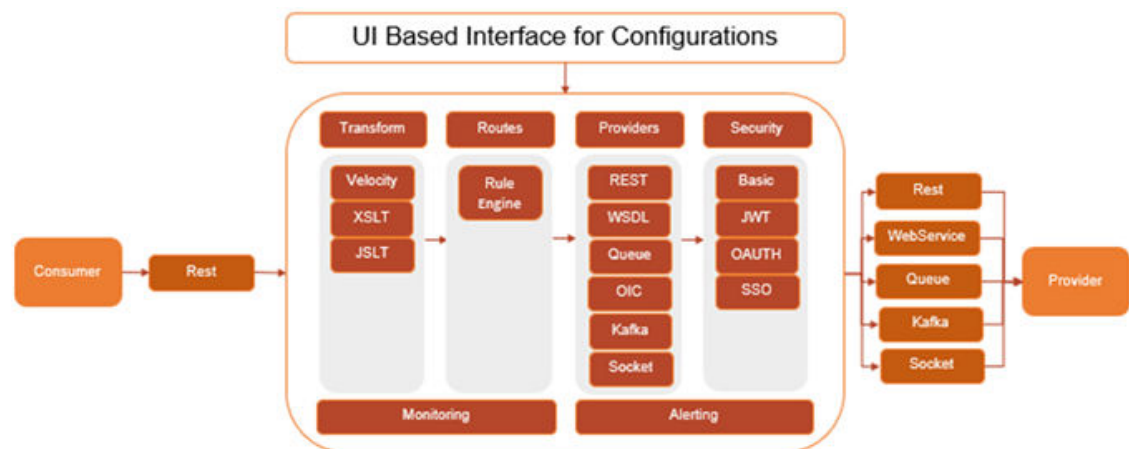 UI Based Interface for Configurations
Transform
Routes
Providers
Security
Velocity
XSLT
JSLT
Rule
Engine
REST
WSDL
Queue
OIC
Kafka
Socket
Basic
JWT
OAUTH
SSO
Monitoring
Alerting
Consumer
Rest
Rest
WebService
Queue
Kafka
Socket
Provider